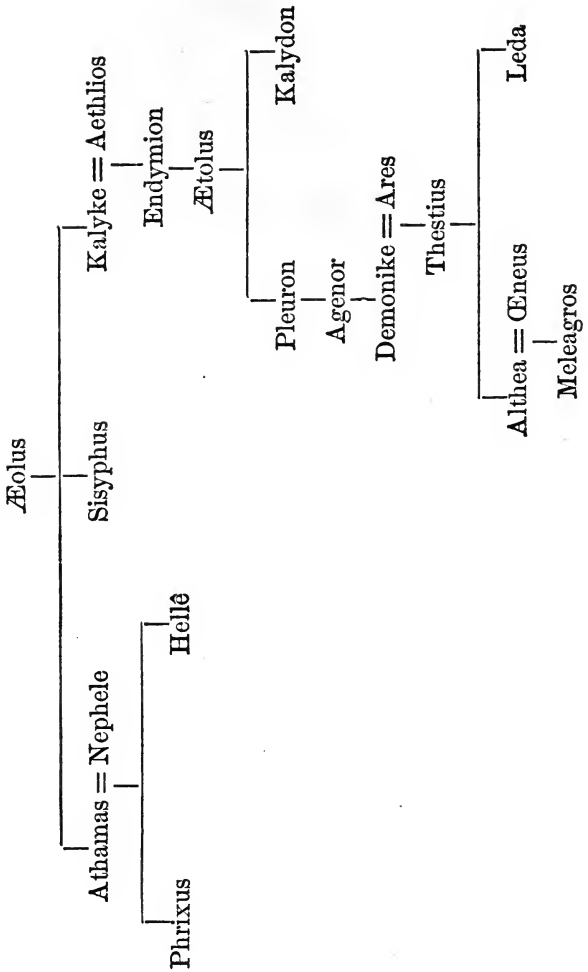 Æolus
Athamas = Nephele Sisyphus Kalyke = Aethlios
Endymion
Ætolus
Phrixus Hellê
Pleuron Kalydon
Agenor
Demonike = Ares
Thestius
Althea = Œneus Leda
Meleagros